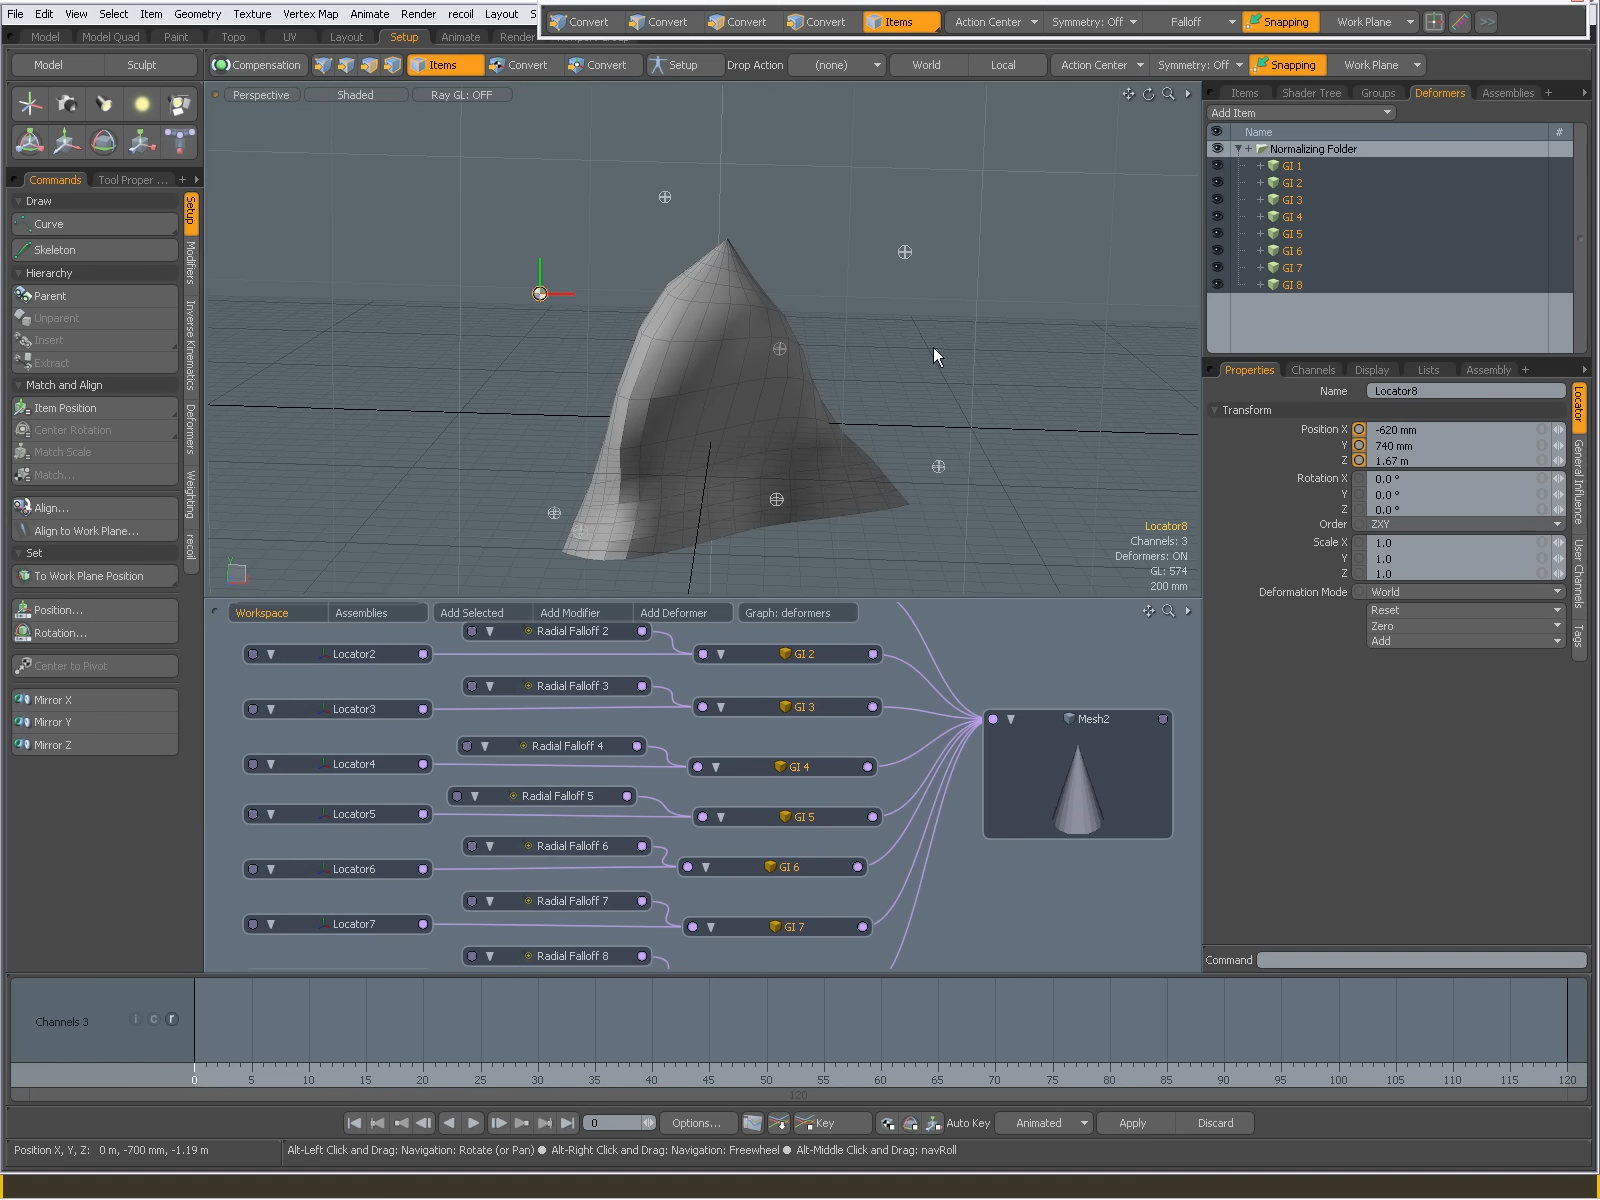 File Edit View Select Item Geometry Texture Vertex Map Animate Render recoil Layout S
Convert Convert Convert Convert Items Action Center Symmetry: Off Falloff Snapping Work Plane >>
Model Model Quad Paint Topo UV Layout Setup Animate Render
Model Sculpt Compensation Items Convert Convert Setup Drop Action (none) World Local Action Center Symmetry: Off Snapping Work Plane
Perspective Shaded Ray GL: OFF
Items Shader Tree Groups Deformers Assemblies +
Add Item
Name #
Normalizing Folder
GI 1
GI 2
GI 3
GI 4
GI 5
GI 6
GI 7
GI 8
Commands Tool Proper ... +
Draw
Curve
Skeleton
Hierarchy
Parent
Unparent
Insert
Extract
Match and Align
Item Position
Center Rotation
Match Scale
Match...
Align...
Align to Work Plane...
Set
To Work Plane Position
Position...
Rotation...
Center to Pivot
Mirror X
Mirror Y
Mirror Z
Setup
Modifiers
Inverse Kinematics
Deformers
Weighting
recoil
Locator8
Channels: 3
Deformers: ON
GL: 574
200 mm
Properties Channels Display Lists Assembly +
Name Locator8
Transform
Position X -620 mm
Y 740 mm
Z 1.67 m
Rotation X 0.0 °
Y 0.0 °
Z 0.0 °
Order ZXY
Scale X 1.0
Y 1.0
Z 1.0
Deformation Mode World
Reset
Zero
Add
Locator
General Influence
User Channels
Tags
Workspace Assemblies Add Selected Add Modifier Add Deformer Graph: deformers
Radial Falloff 2
Locator2 GI 2
Radial Falloff 3
Locator3 GI 3
Mesh2
Radial Falloff 4
Locator4 GI 4
Radial Falloff 5
Locator5 GI 5
Radial Falloff 6
Locator6 GI 6
Radial Falloff 7
Locator7 GI 7
Radial Falloff 8
Command
Channels 3 i c r
0 5 10 15 20 25 30 35 40 45 50 55 60 65 70 75 80 85 90 95 100 105 110 115 120
120
0 Options... Key Auto Key Animated Apply Discard
Position X, Y, Z: 0 m, -700 mm, -1.19 m Alt-Left Click and Drag: Navigation: Rotate (or Pan) ● Alt-Right Click and Drag: Navigation: Freewheel ● Alt-Middle Click and Drag: navRoll